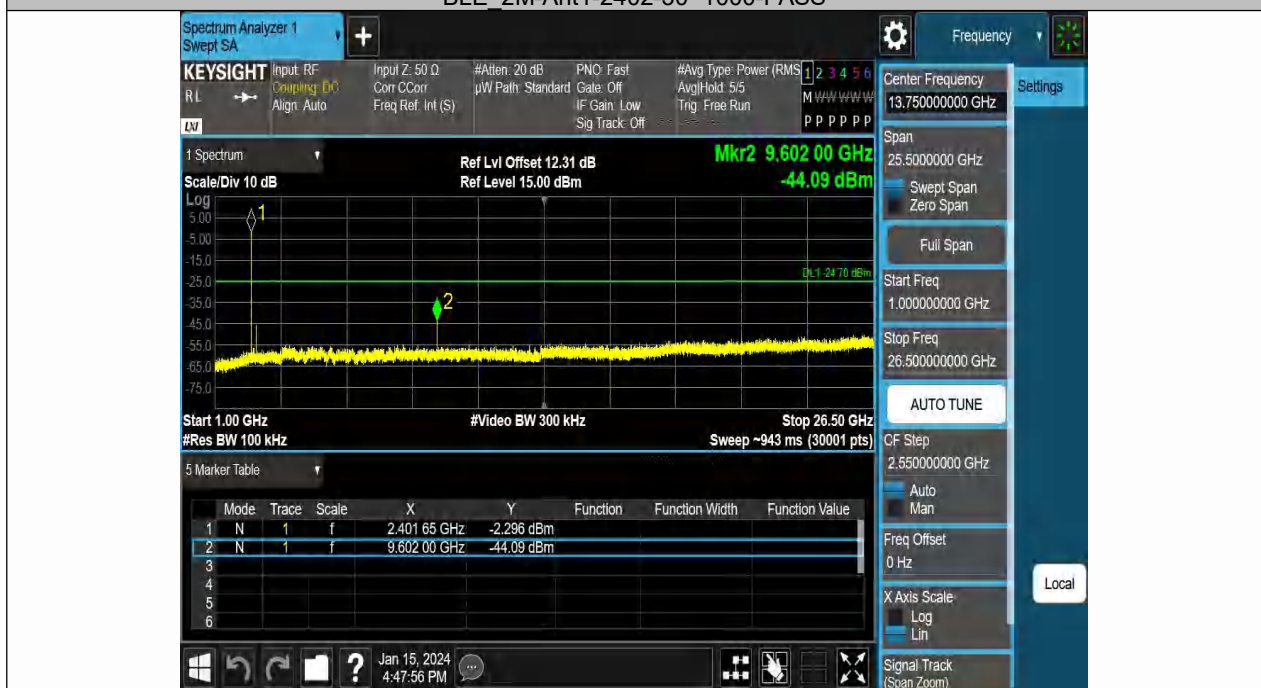 Spectrum Analyzer 1
Swept SA
Frequency
KEYSIGHT
RL
LXI
Input: RF
Coupling: DC
Align: Auto
Input Z: 50 Ω
Corr CCorr
Freq Ref: Int (S)
#Atten: 20 dB
µW Path: Standard
PNO: Fast
Gate: Off
IF Gain: Low
Sig Track: Off
#Avg Type: Power (RMS
Avg|Hold: 5/5
Trig: Free Run
1 2 3 4 5 6
M W W W W W
P P P P P P
Center Frequency
13.750000000 GHz
Settings
Span
25.5000000 GHz
Swept Span
Zero Span
Full Span
Start Freq
1.000000000 GHz
Stop Freq
26.500000000 GHz
AUTO TUNE
CF Step
2.550000000 GHz
Auto
Man
Freq Offset
0 Hz
X Axis Scale
Log
Lin
Signal Track
(Span Zoom)
Local
1 Spectrum
Scale/Div 10 dB
Log
Ref Lvl Offset 12.31 dB
Ref Level 15.00 dBm
Mkr2 9.602 00 GHz
-44.09 dBm
5.00
-5.00
-15.0
-25.0
-35.0
-45.0
-55.0
-65.0
-75.0
1
2
DL1 -24.70 dBm
Start 1.00 GHz
#Video BW 300 kHz
Stop 26.50 GHz
#Res BW 100 kHz
Sweep ~943 ms (30001 pts)
5 Marker Table
Mode Trace Scale X Y Function Function Width Function Value
1 N 1 f 2.401 65 GHz -2.296 dBm
2 N 1 f 9.602 00 GHz -44.09 dBm
3
4
5
6
?
Jan 15, 2024
4:47:56 PM